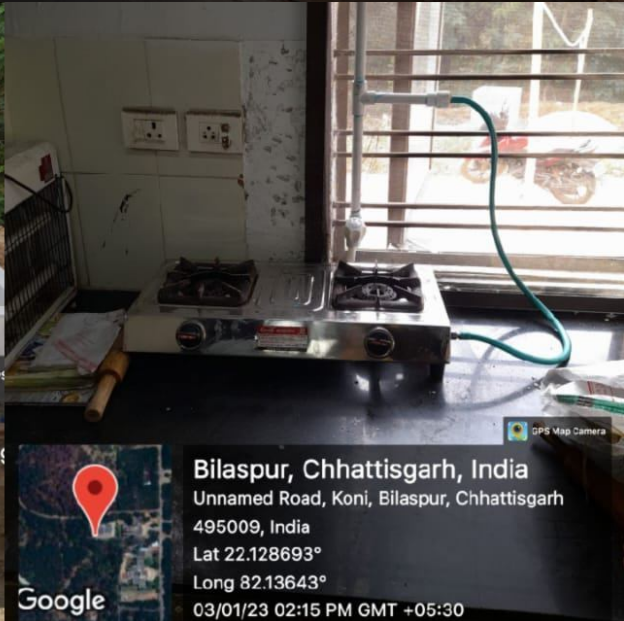 GPS Map Camera
Bilaspur, Chhattisgarh, India
Unnamed Road, Koni, Bilaspur, Chhattisgarh
495009, India
Lat 22.128693°
Long 82.13643°
03/01/23 02:15 PM GMT +05:30
Google